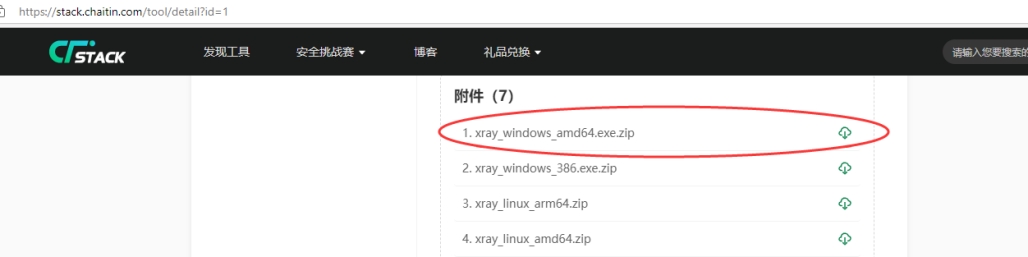 https://stack.chaitin.com/tool/detail?id=1
CTSTACK 发现工具 安全挑战赛 博客 礼品兑换 请输入您要搜索的
附件（7）
1. xray_windows_amd64.exe.zip
2. xray_windows_386.exe.zip
3. xray_linux_arm64.zip
4. xray_linux_amd64.zip